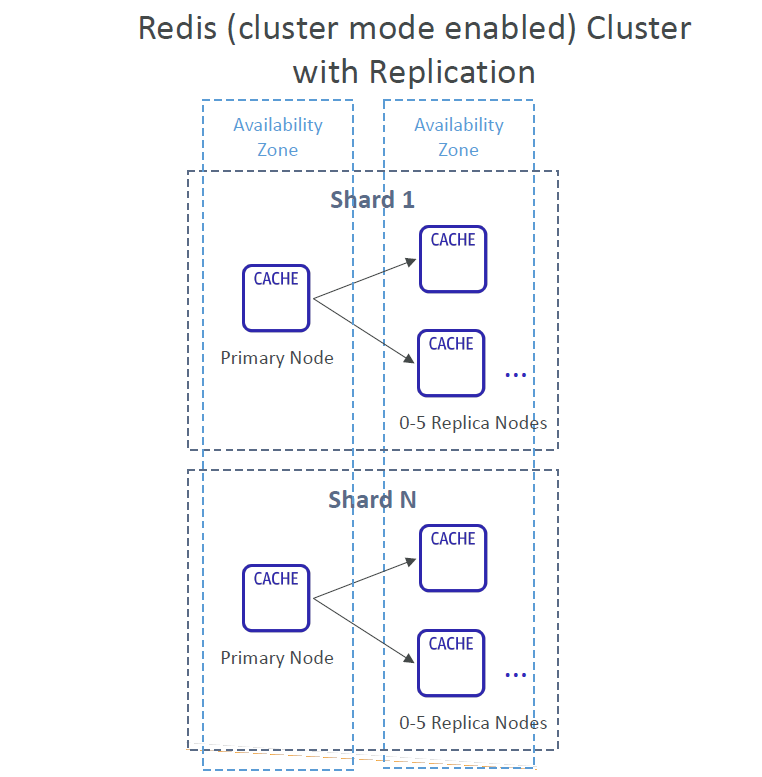 Redis (cluster mode enabled) Cluster
with Replication
Availability
Zone
Availability
Zone
Shard 1
CACHE
CACHE
Primary Node
CACHE
...
0-5 Replica Nodes
Shard N
CACHE
CACHE
Primary Node
CACHE
...
0-5 Replica Nodes